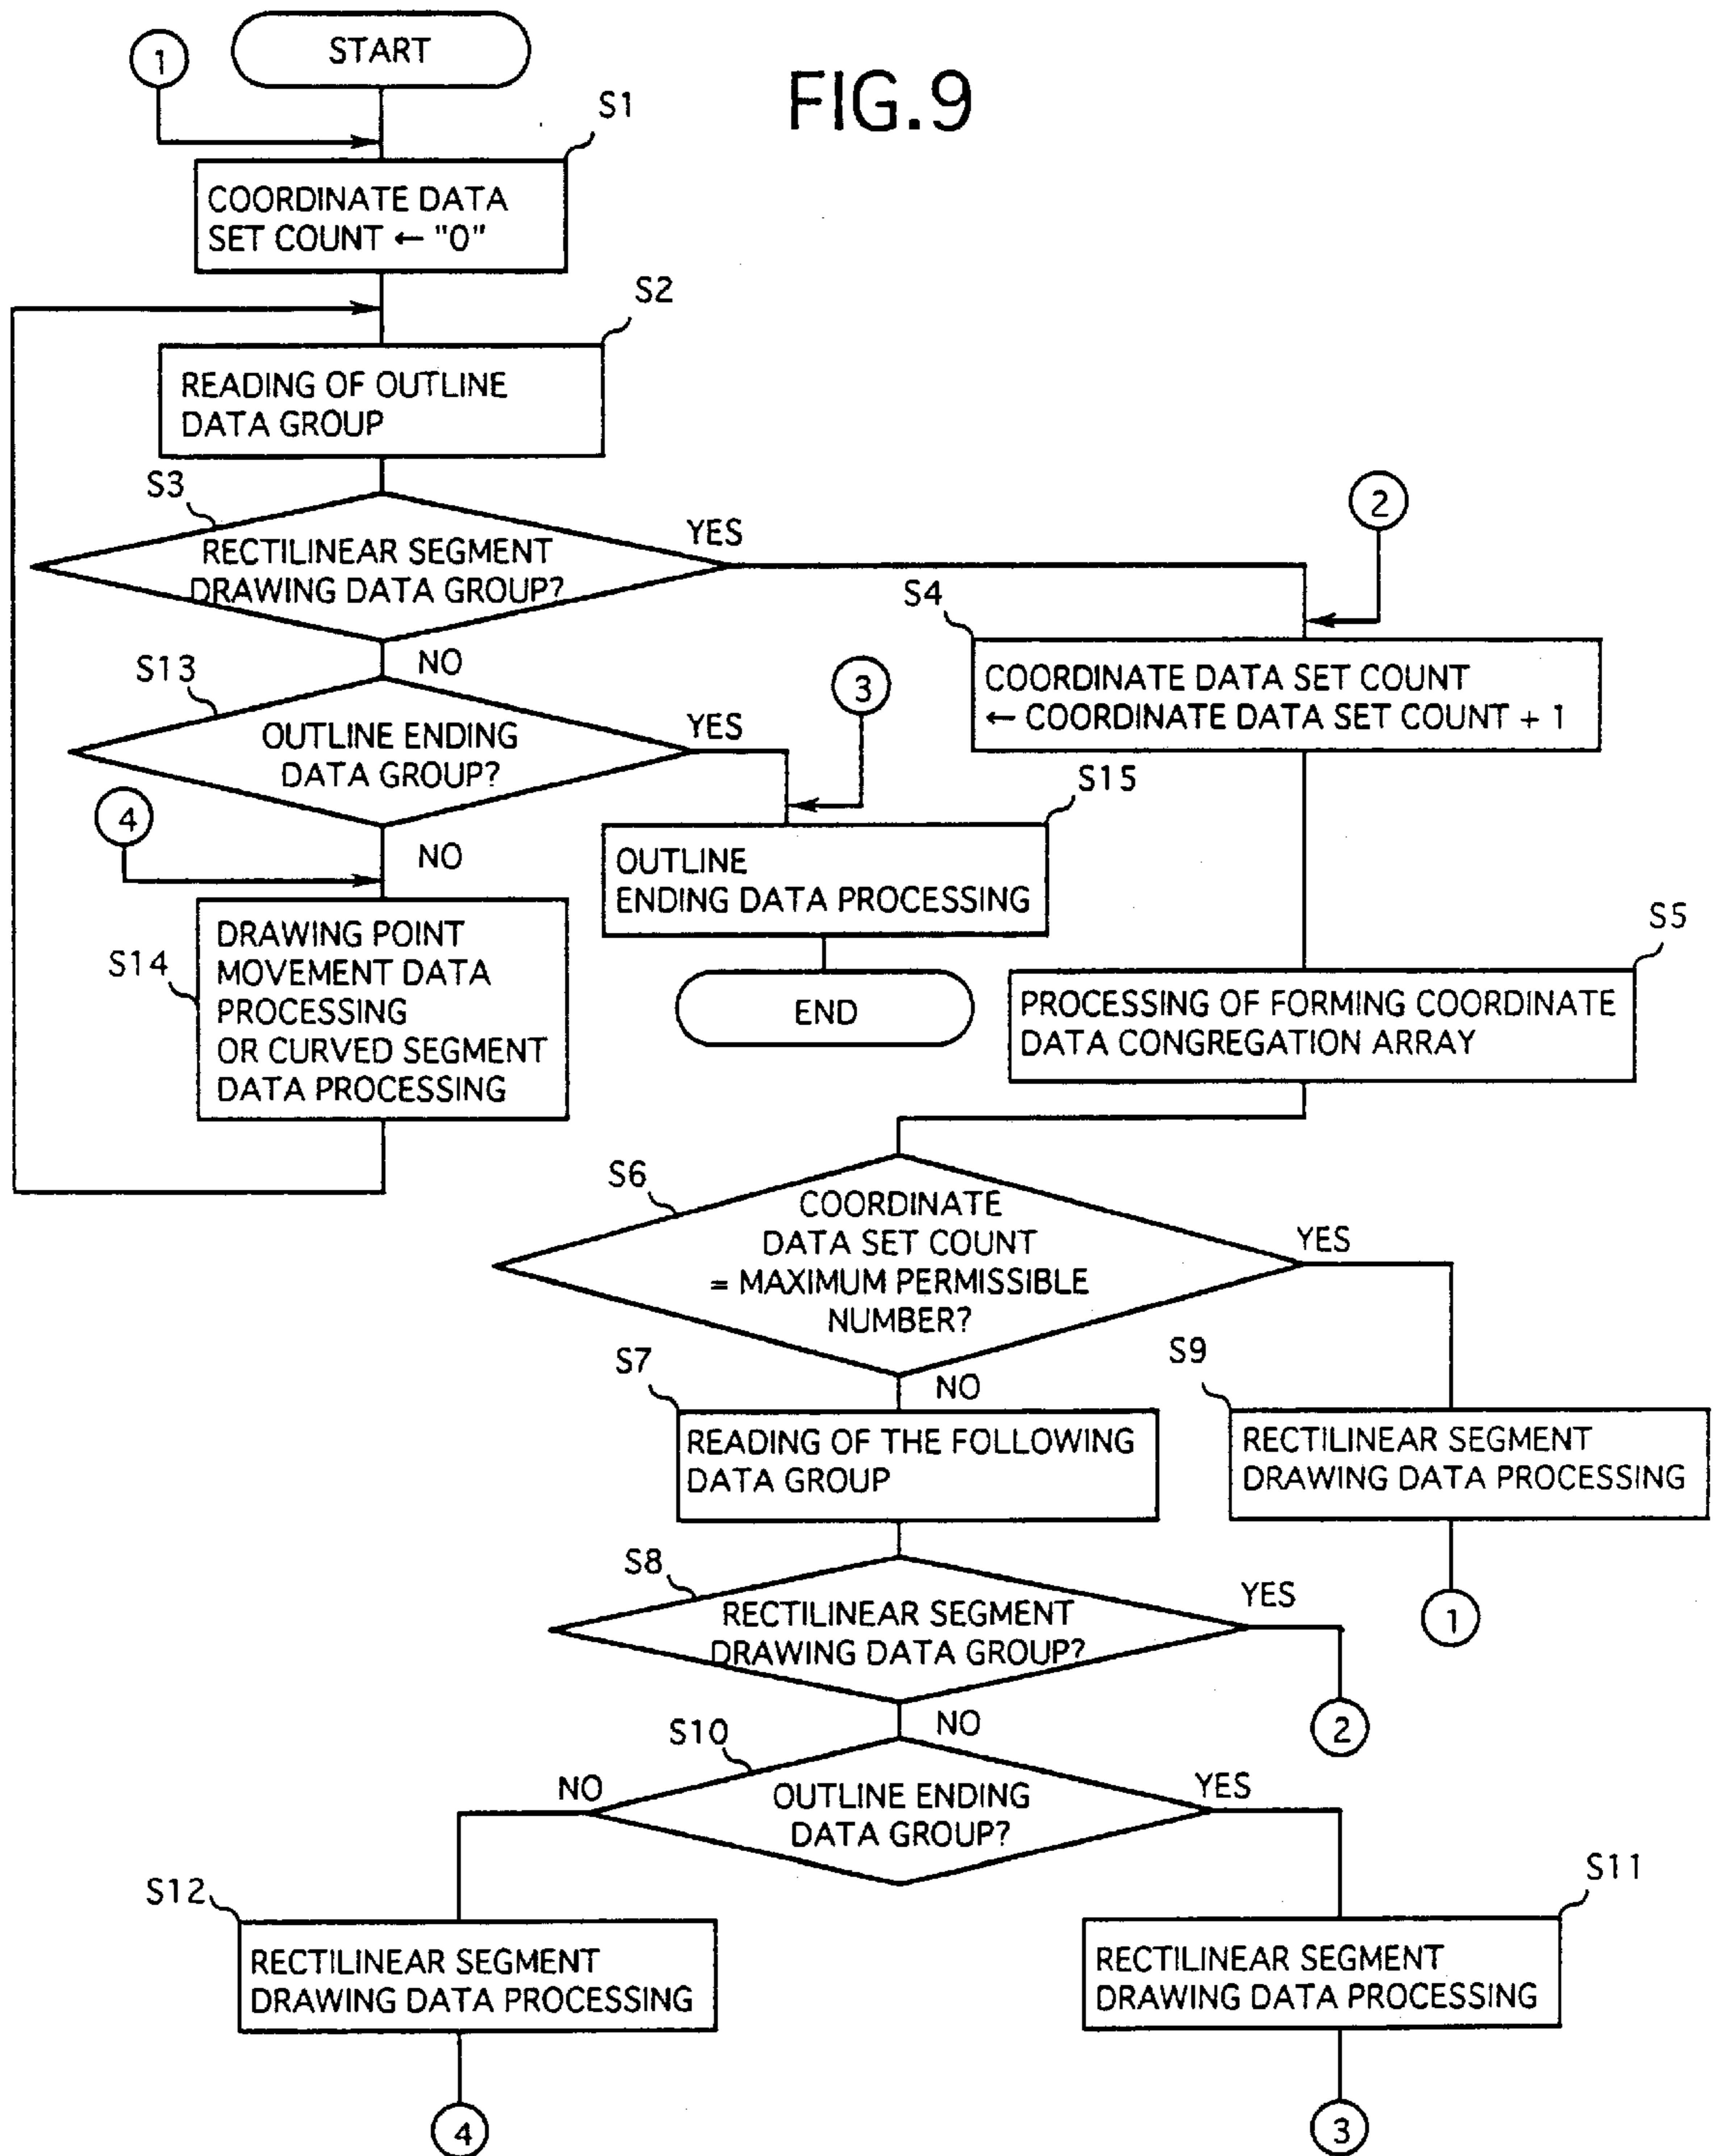 FIG.9
1
START
S1
COORDINATE DATA
SET COUNT ← "0"
S2
READING OF OUTLINE
DATA GROUP
S3
RECTILINEAR SEGMENT
DRAWING DATA GROUP?
YES
NO
2
S4
COORDINATE DATA SET COUNT
← COORDINATE DATA SET COUNT + 1
S13
OUTLINE ENDING
DATA GROUP?
YES
NO
3
S15
OUTLINE
ENDING DATA PROCESSING
END
4
S14
DRAWING POINT
MOVEMENT DATA
PROCESSING
OR CURVED SEGMENT
DATA PROCESSING
S5
PROCESSING OF FORMING COORDINATE
DATA CONGREGATION ARRAY
S6
COORDINATE
DATA SET COUNT
= MAXIMUM PERMISSIBLE
NUMBER?
YES
NO
S7
READING OF THE FOLLOWING
DATA GROUP
S9
RECTILINEAR SEGMENT
DRAWING DATA PROCESSING
1
S8
RECTILINEAR SEGMENT
DRAWING DATA GROUP?
YES
2
NO
S10
OUTLINE ENDING
DATA GROUP?
NO
YES
S12
RECTILINEAR SEGMENT
DRAWING DATA PROCESSING
4
S11
RECTILINEAR SEGMENT
DRAWING DATA PROCESSING
3